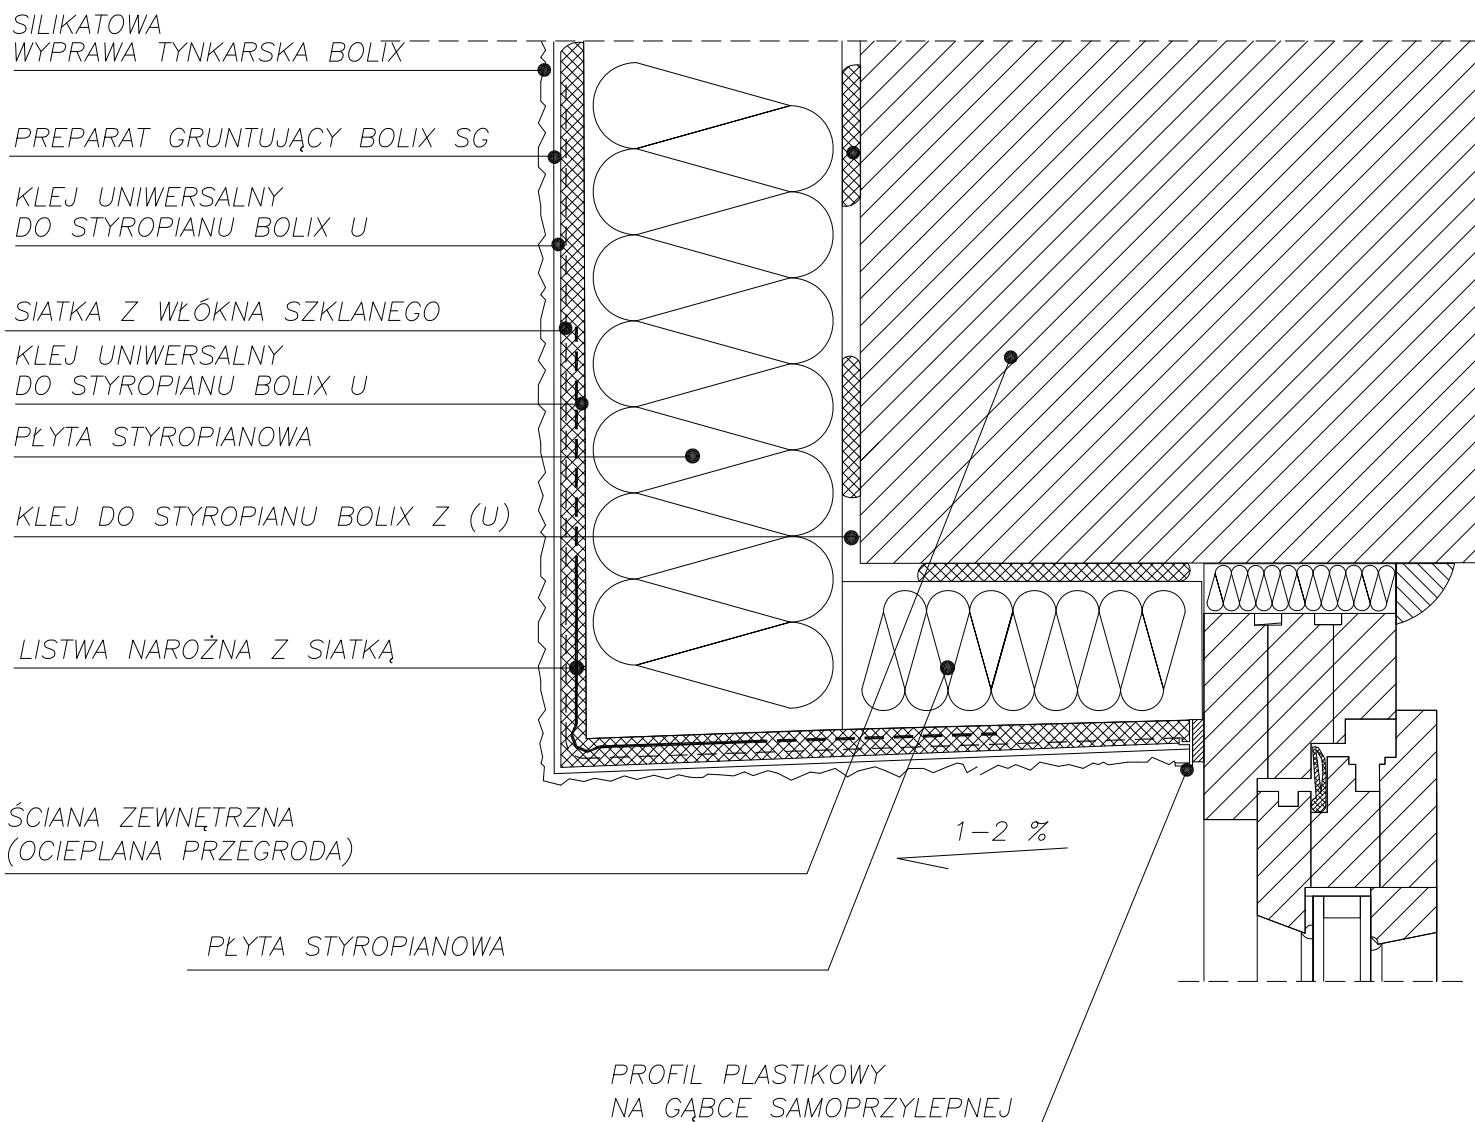 SILIKATOWA
WYPRAWA TYNKARSKA BOLIX
PREPARAT GRUNTUJĄCY BOLIX SG
KLEJ UNIWERSALNY
DO STYROPIANU BOLIX U
SIATKA Z WŁÓKNA SZKLANEGO
KLEJ UNIWERSALNY
DO STYROPIANU BOLIX U
PŁYTA STYROPIANOWA
KLEJ DO STYROPIANU BOLIX Z (U)
LISTWA NAROŻNA Z SIATKĄ
ŚCIANA ZEWNĘTRZNA
(OCIEPLANA PRZEGRODA)
1-2 %
PŁYTA STYROPIANOWA
PROFIL PLASTIKOWY
NA GĄBCE SAMOPRZYLEPNEJ